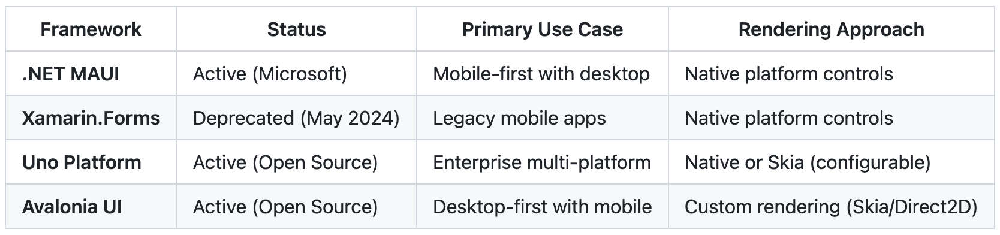 Framework Status Primary Use Case Rendering Approach
.NET MAUI Active (Microsoft) Mobile-first with desktop Native platform controls
Xamarin.Forms Deprecated (May 2024) Legacy mobile apps Native platform controls
Uno Platform Active (Open Source) Enterprise multi-platform Native or Skia (configurable)
Avalonia UI Active (Open Source) Desktop-first with mobile Custom rendering (Skia/Direct2D)